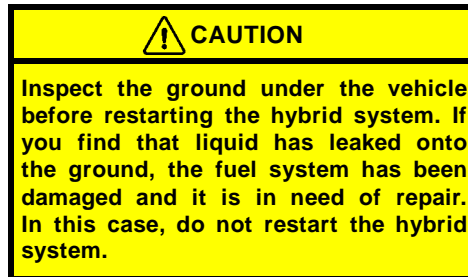 CAUTION
Inspect the ground under the vehicle
before restarting the hybrid system. If
you find that liquid has leaked onto
the ground, the fuel system has been
damaged and it is in need of repair.
In this case, do not restart the hybrid
system.